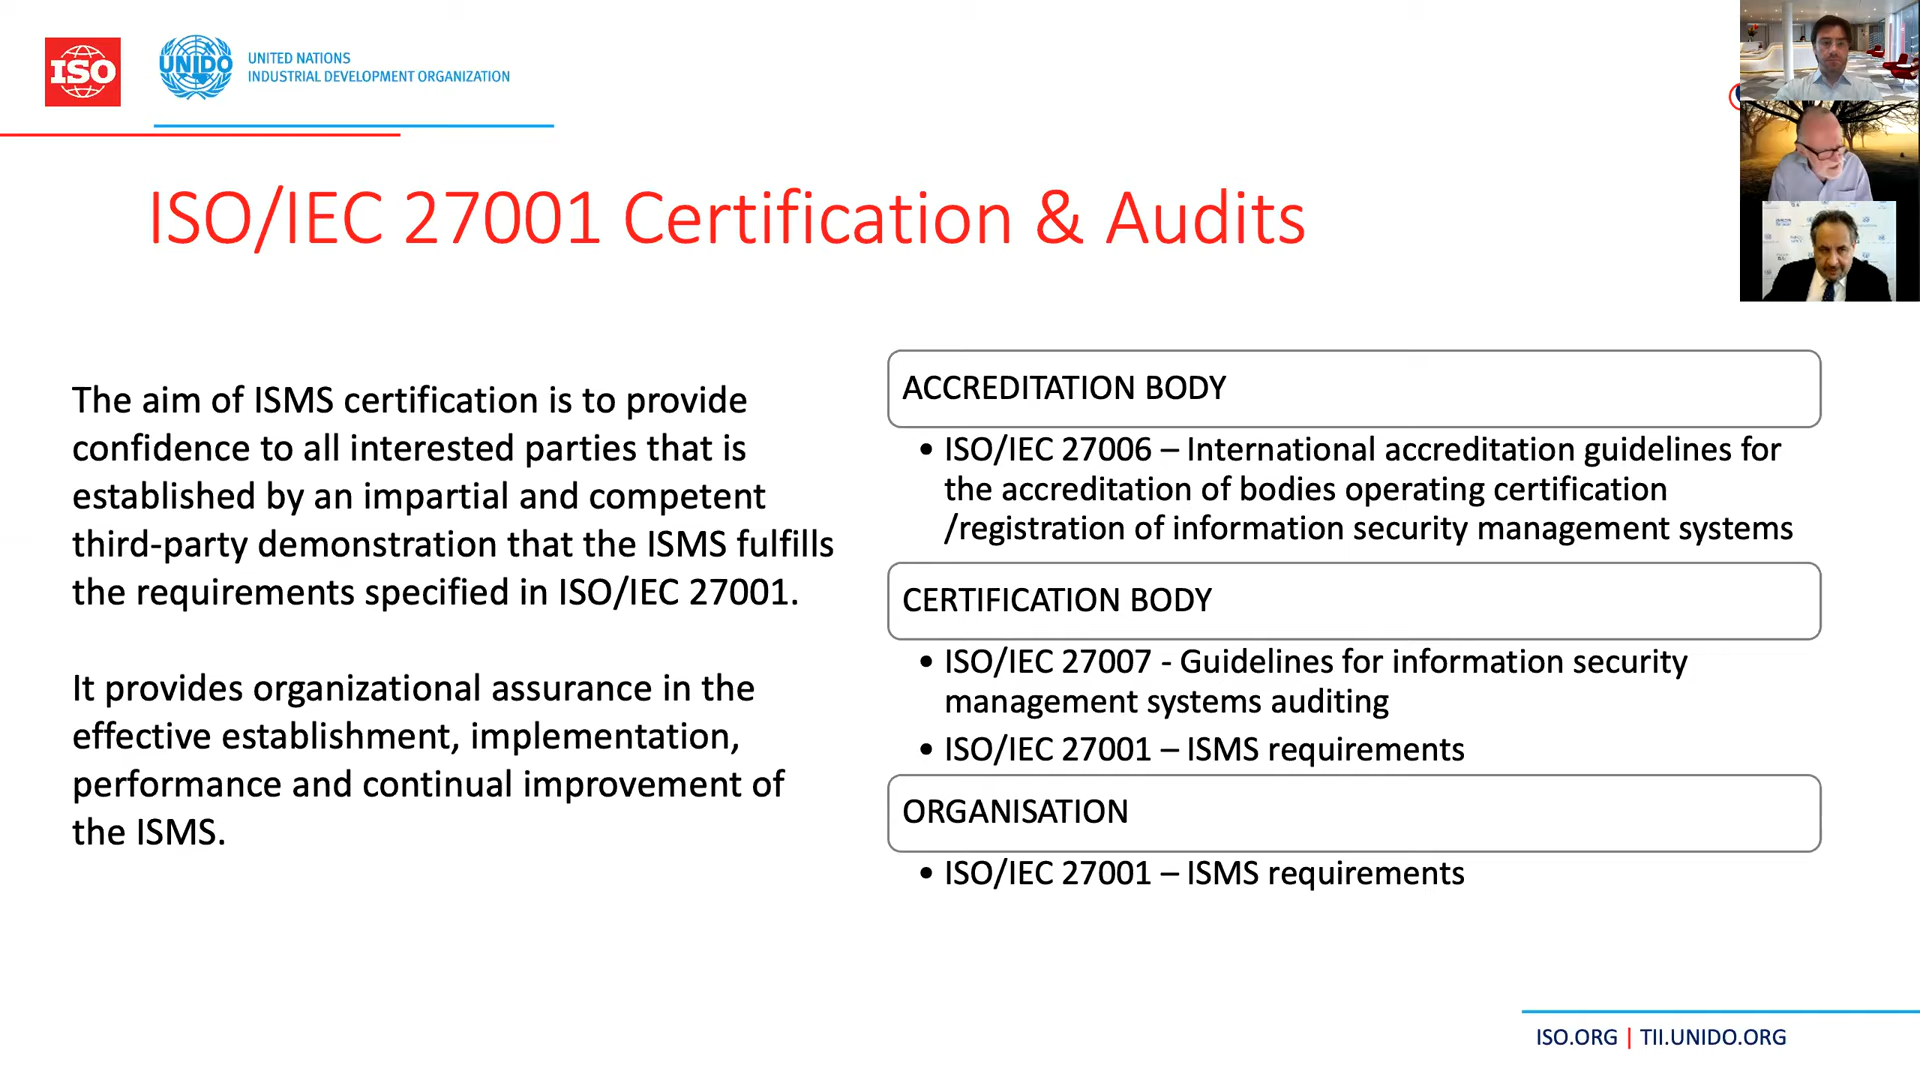 ISO
UNIDO
UNITED NATIONS
INDUSTRIAL DEVELOPMENT ORGANIZATION
ISO/IEC 27001 Certification & Audits
The aim of ISMS certification is to provide
confidence to all interested parties that is
established by an impartial and competent
third-party demonstration that the ISMS fulfills
the requirements specified in ISO/IEC 27001.
It provides organizational assurance in the
effective establishment, implementation,
performance and continual improvement of
the ISMS.
ACCREDITATION BODY
• ISO/IEC 27006 – International accreditation guidelines for
the accreditation of bodies operating certification
/registration of information security management systems
CERTIFICATION BODY
• ISO/IEC 27007 - Guidelines for information security
management systems auditing
• ISO/IEC 27001 – ISMS requirements
ORGANISATION
• ISO/IEC 27001 – ISMS requirements
ISO.ORG | TII.UNIDO.ORG